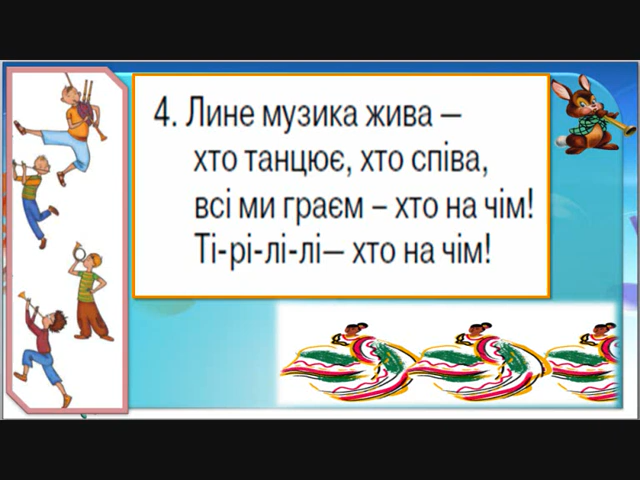 4. Лине музика жива –
хто танцює, хто співа,
всі ми граєм – хто на чім!
Ті-рі-лі-лі– хто на чім!